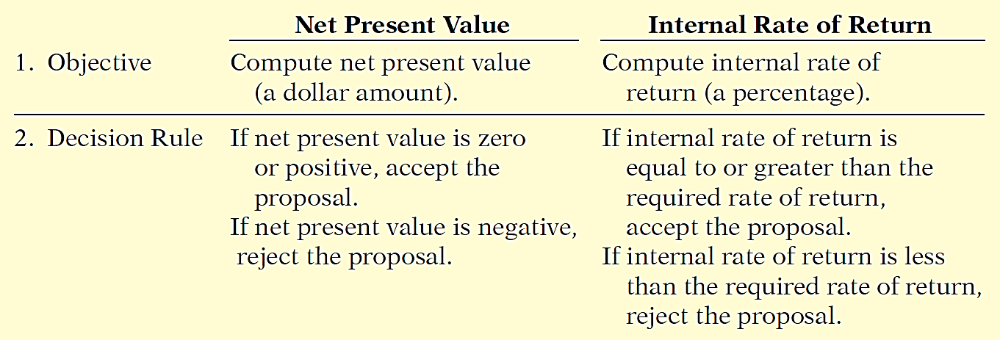 Net Present Value Internal Rate of Return
1. Objective Compute net present value Compute internal rate of
(a dollar amount). return (a percentage).
2. Decision Rule If net present value is zero If internal rate of return is
or positive, accept the equal to or greater than the
proposal. required rate of return,
If net present value is negative, accept the proposal.
reject the proposal. If internal rate of return is less
than the required rate of return,
reject the proposal.